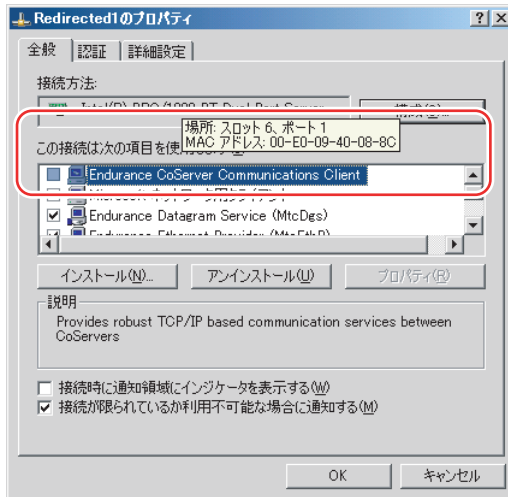 Redirected1のプロパティ
全般 認証 詳細設定
接続方法:
場所: スロット 6、ポート 1
MAC アドレス: 00-E0-09-40-08-8C
この接続は次の項目を使
Endurance CoServer Communications Client
Endurance Datagram Service (MtcDgs)
インストール(N)... アンインストール(U) プロパティ(R)
説明
Provides robust TCP/IP based communication services between
CoServers
接続時に通知領域にインジケータを表示する(W)
接続が限られているか利用不可能な場合に通知する(M)
OK キャンセル